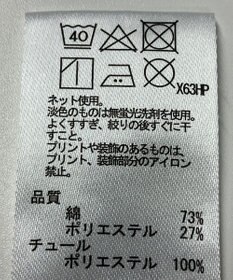 40
X63HP
ネット使用。
淡色のものは無蛍光洗剤を使用。
よくすすぎ、絞りの後すぐに干
すこと。
プリントや装飾のあるものは、
プリント、装飾部分のアイロン
禁止。
品質
綿 73%
ポリエステル 27%
チュール
ポリエステル 100%